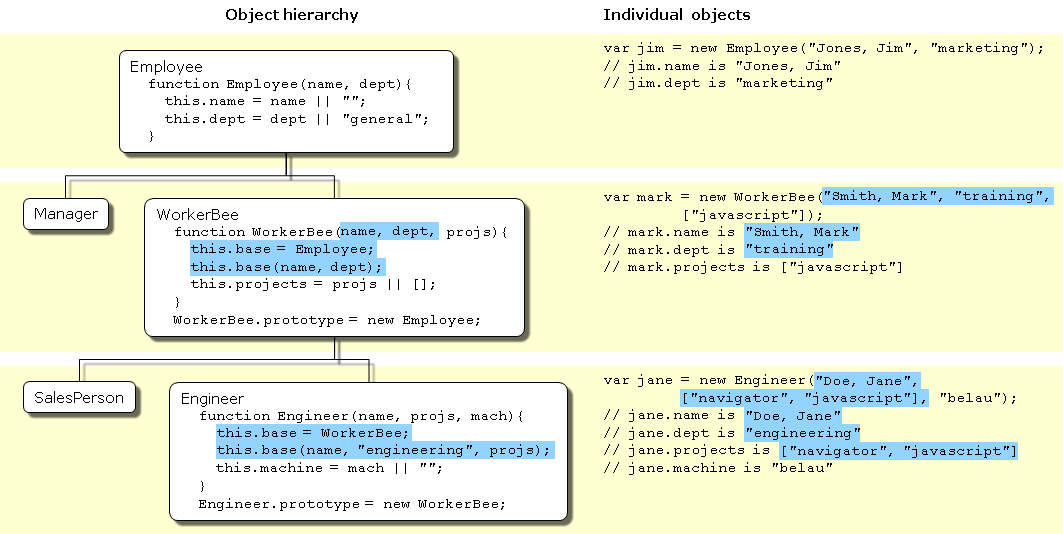 Object hierarchy
Individual objects
Employee
function Employee(name, dept){
this.name = name || "";
this.dept = dept || "general";
}
var jim = new Employee("Jones, Jim", "marketing");
// jim.name is "Jones, Jim"
// jim.dept is "marketing"
Manager
WorkerBee
function WorkerBee(name, dept, projs){
this.base = Employee;
this.base(name, dept);
this.projects = projs || [];
}
WorkerBee.prototype = new Employee;
var mark = new WorkerBee("Smith, Mark", "training",
["javascript"]);
// mark.name is "Smith, Mark"
// mark.dept is "training"
// mark.projects is ["javascript"]
SalesPerson
Engineer
function Engineer(name, projs, mach){
this.base = WorkerBee;
this.base(name, "engineering", projs);
this.machine = mach || "";
}
Engineer.prototype = new WorkerBee;
var jane = new Engineer("Doe, Jane",
["navigator", "javascript"], "belau");
// jane.name is "Doe, Jane"
// jane.dept is "engineering"
// jane.projects is ["navigator", "javascript"]
// jane.machine is "belau"